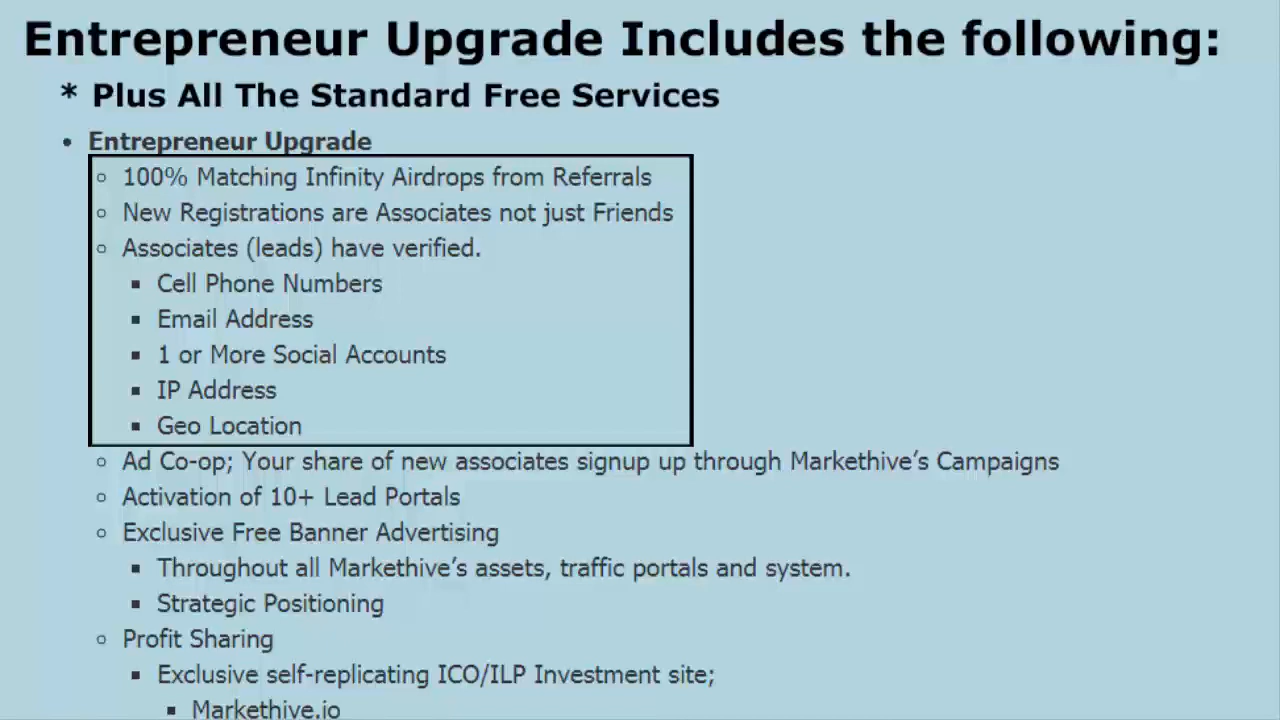 Entrepreneur Upgrade Includes the following:
* Plus All The Standard Free Services
• Entrepreneur Upgrade
○ 100% Matching Infinity Airdrops from Referrals
○ New Registrations are Associates not just Friends
○ Associates (leads) have verified.
▪ Cell Phone Numbers
▪ Email Address
▪ 1 or More Social Accounts
▪ IP Address
▪ Geo Location
○ Ad Co-op; Your share of new associates signup up through Markethive’s Campaigns
○ Activation of 10+ Lead Portals
○ Exclusive Free Banner Advertising
▪ Throughout all Markethive’s assets, traffic portals and system.
▪ Strategic Positioning
○ Profit Sharing
▪ Exclusive self-replicating ICO/ILP Investment site;
▪ Markethive.io